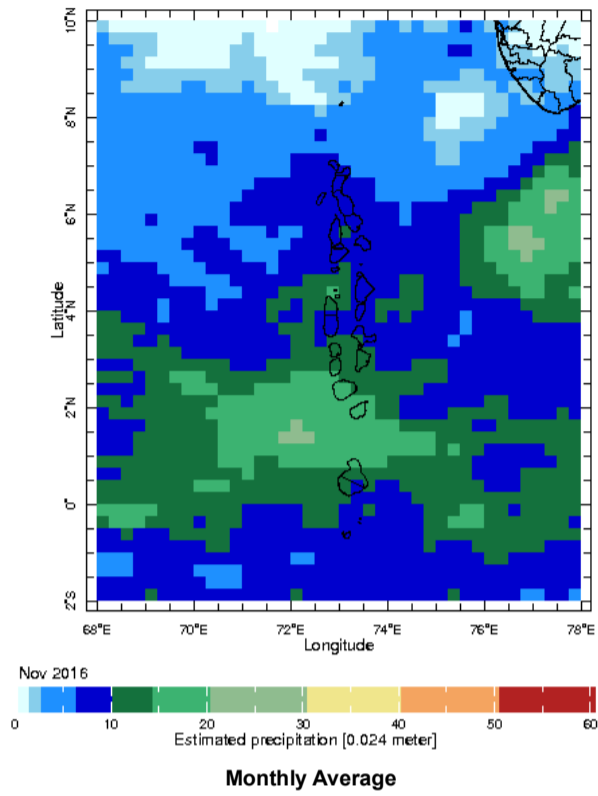 10°N
8°N
6°N
Latitude
4°N
2°N
0°
2°S
68°E 70°E 72°E 74°E 76°E 78°E
Longitude
Nov 2016
0 10 20 30 40 50 60
Estimated precipitation [0.024 meter]
Monthly Average